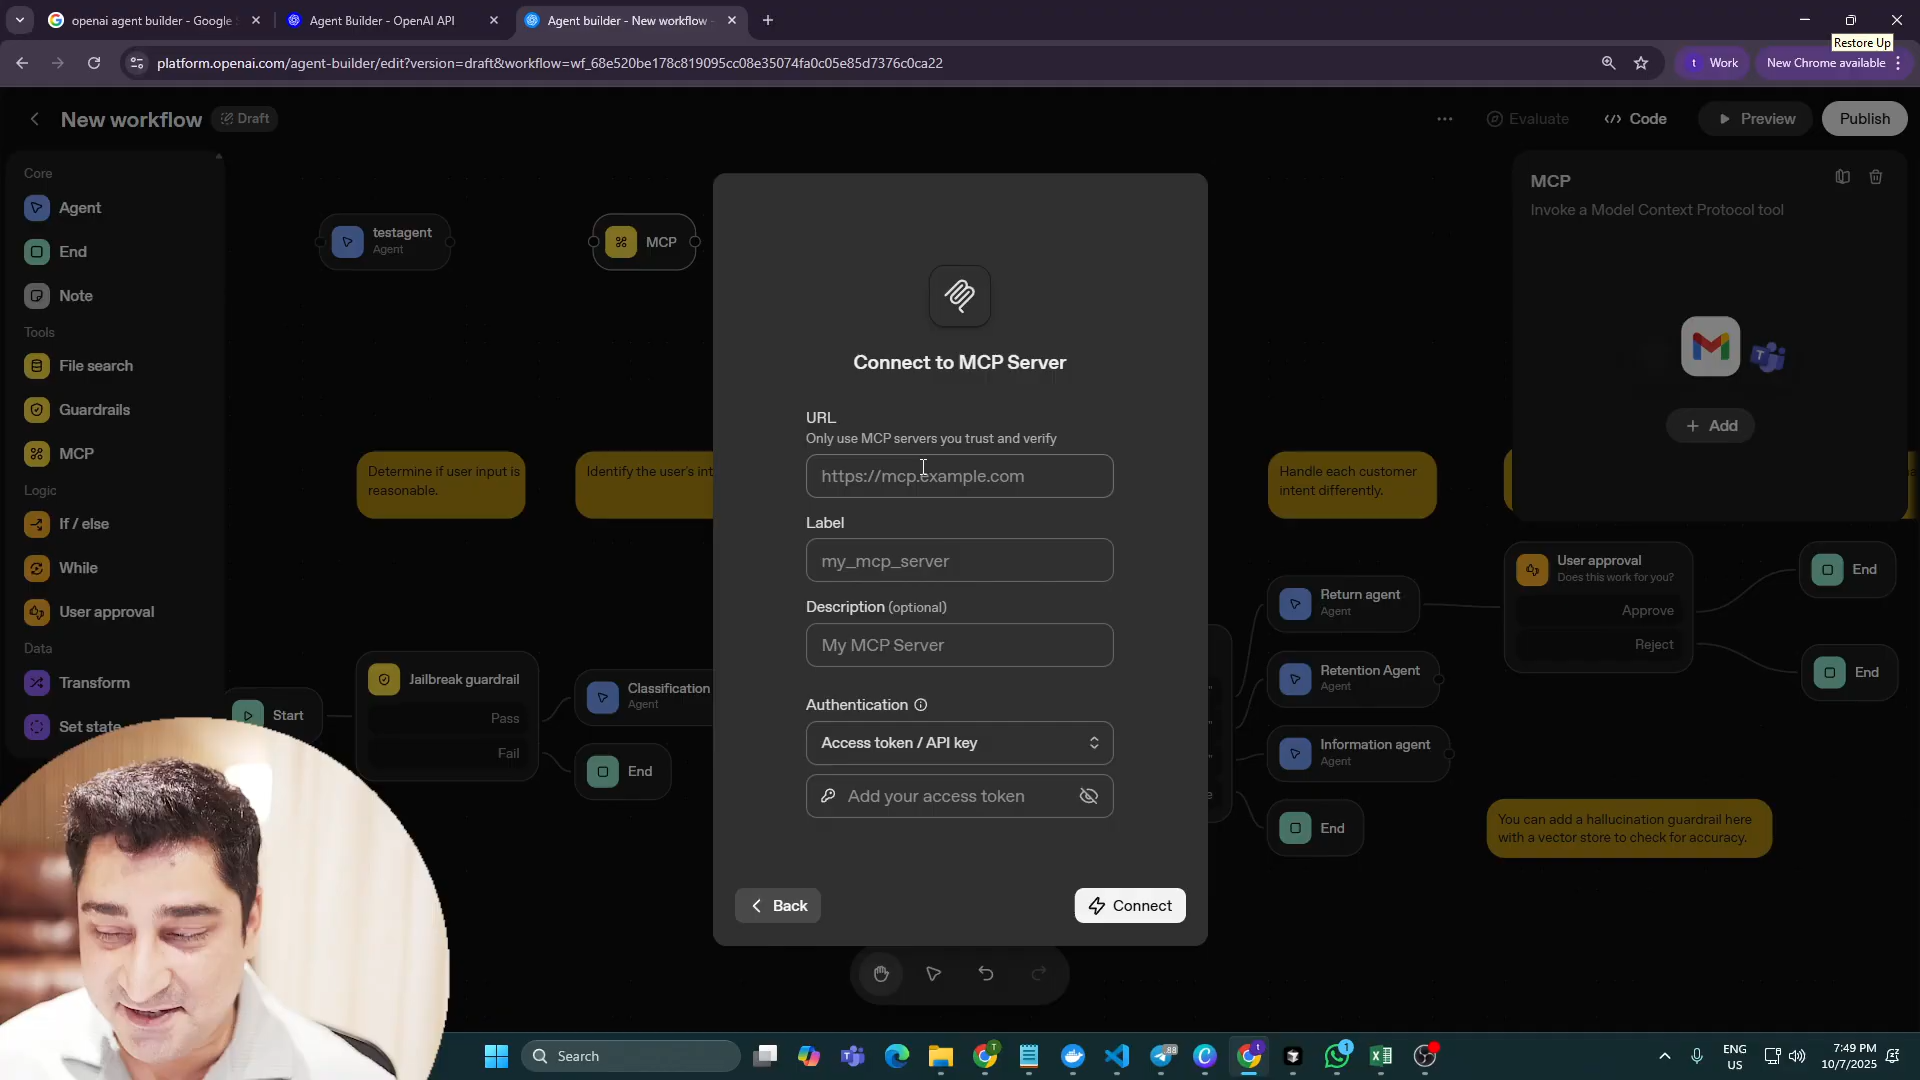 openai agent builder - Google
Agent Builder - OpenAI API
Agent builder - New workflow
Restore Up
platform.openai.com/agent-builder/edit?version=draft&workflow=wf_68e520be178c819095cc08e35074fa0c05e85d7376c0ca22
t
Work
New Chrome available
New workflow
Draft
Evaluate
Code
Preview
Publish
Core
Agent
End
Note
Tools
File search
Guardrails
MCP
Logic
If / else
While
User approval
Data
Transform
Set state
testagent
Agent
MCP
Determine if user input is
reasonable.
Identify the user's int
Start
Jailbreak guardrail
Pass
Fail
Classification
Agent
End
Connect to MCP Server
URL
Only use MCP servers you trust and verify
https://mcp.example.com
Label
my_mcp_server
Description (optional)
My MCP Server
Authentication
Access token / API key
Add your access token
Back
Connect
MCP
Invoke a Model Context Protocol tool
Add
Handle each customer
intent differently.
Return agent
Agent
Retention Agent
Agent
Information agent
Agent
End
User approval
Does this work for you?
Approve
Reject
End
End
You can add a hallucination guardrail here
with a vector store to check for accuracy.
Search
88
1
ENG
US
7:49 PM
10/7/2025